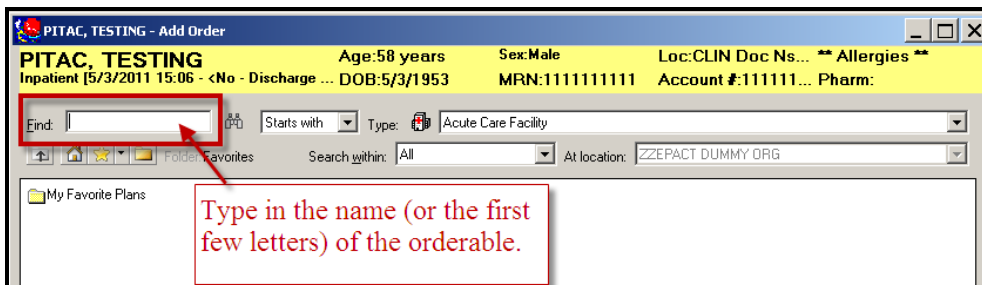 PITAC, TESTING - Add Order
PITAC, TESTING Age:58 years Sex:Male Loc:CLIN Doc Ns... ** Allergies **
Inpatient [5/3/2011 15:06 - <No - Discharge ... DOB:5/3/1953 MRN:1111111111 Account #:111111... Pharm:
Find: Starts with Type: Acute Care Facility
Folder: Favorites Search within: All At location: ZZEPACT DUMMY ORG
My Favorite Plans
Type in the name (or the first
few letters) of the orderable.